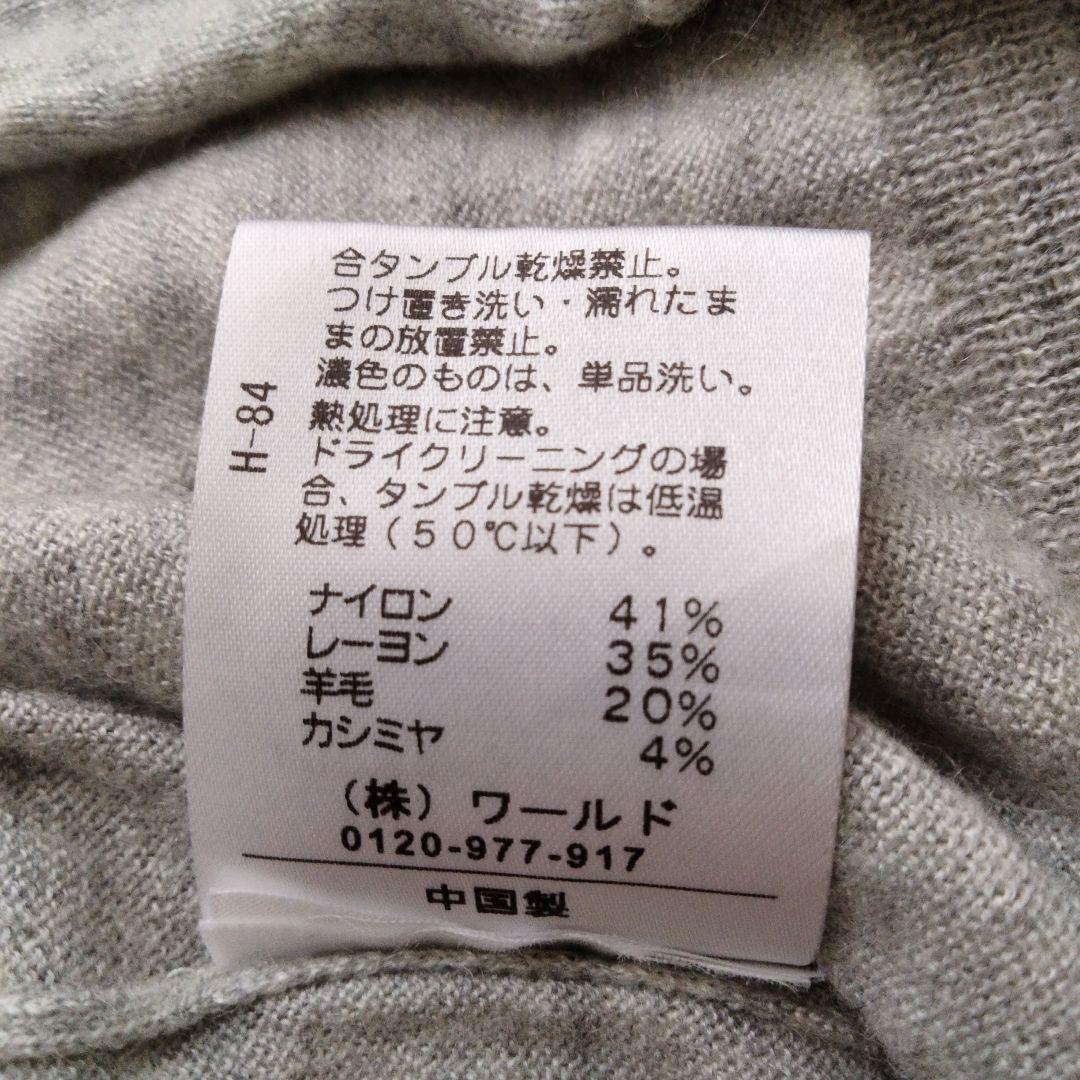 合タンブル乾燥禁止。
つけ置き洗い・濡れたま
まの放置禁止。
濃色のものは、単品洗い。
熱処理に注意。
ドライクリーニングの場
合、タンブル乾燥は低温
処理(50℃以下)。
H-84
ナイロン 41%
レーヨン 35%
羊毛 20%
カシミヤ 4%
(株)ワールド
0120-977-917
中国製